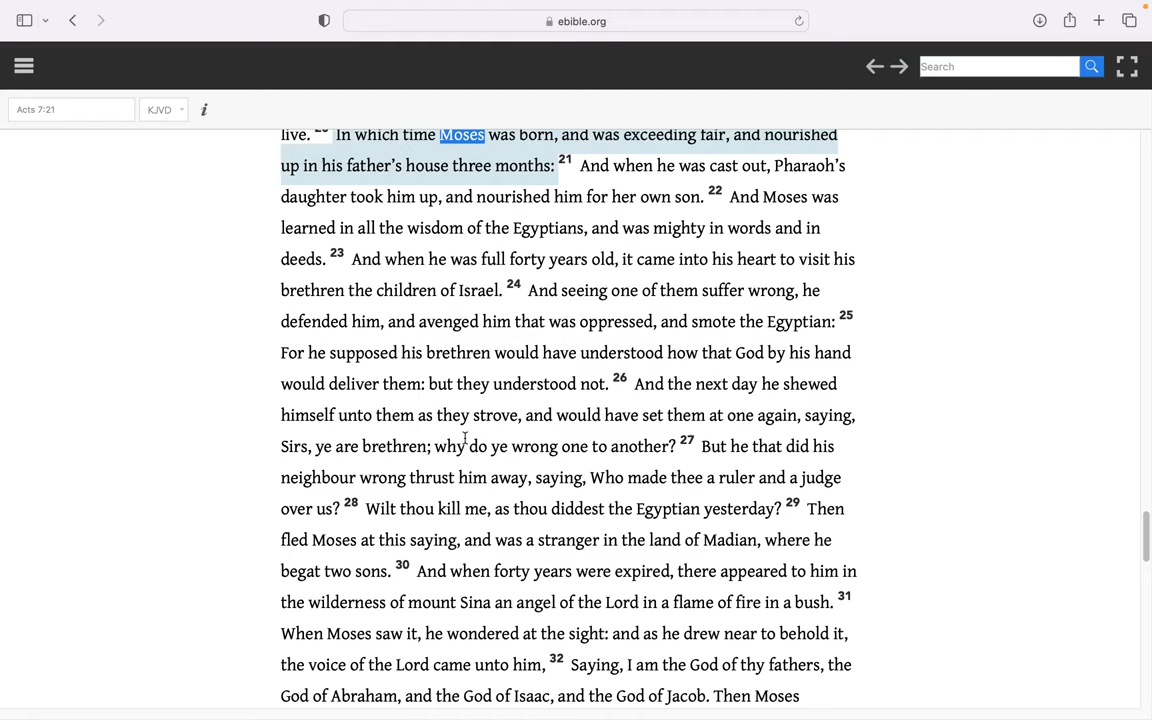 ebible.org
Search
Acts 7:21
KJVD
i
live. 20 In which time Moses was born, and was exceeding fair, and nourished
up in his father’s house three months: 21 And when he was cast out, Pharaoh’s
daughter took him up, and nourished him for her own son. 22 And Moses was
learned in all the wisdom of the Egyptians, and was mighty in words and in
deeds. 23 And when he was full forty years old, it came into his heart to visit his
brethren the children of Israel. 24 And seeing one of them suffer wrong, he
defended him, and avenged him that was oppressed, and smote the Egyptian: 25
For he supposed his brethren would have understood how that God by his hand
would deliver them: but they understood not. 26 And the next day he shewed
himself unto them as they strove, and would have set them at one again, saying,
Sirs, ye are brethren; why do ye wrong one to another? 27 But he that did his
neighbour wrong thrust him away, saying, Who made thee a ruler and a judge
over us? 28 Wilt thou kill me, as thou diddest the Egyptian yesterday? 29 Then
fled Moses at this saying, and was a stranger in the land of Madian, where he
begat two sons. 30 And when forty years were expired, there appeared to him in
the wilderness of mount Sina an angel of the Lord in a flame of fire in a bush. 31
When Moses saw it, he wondered at the sight: and as he drew near to behold it,
the voice of the Lord came unto him, 32 Saying, I am the God of thy fathers, the
God of Abraham, and the God of Isaac, and the God of Jacob. Then Moses